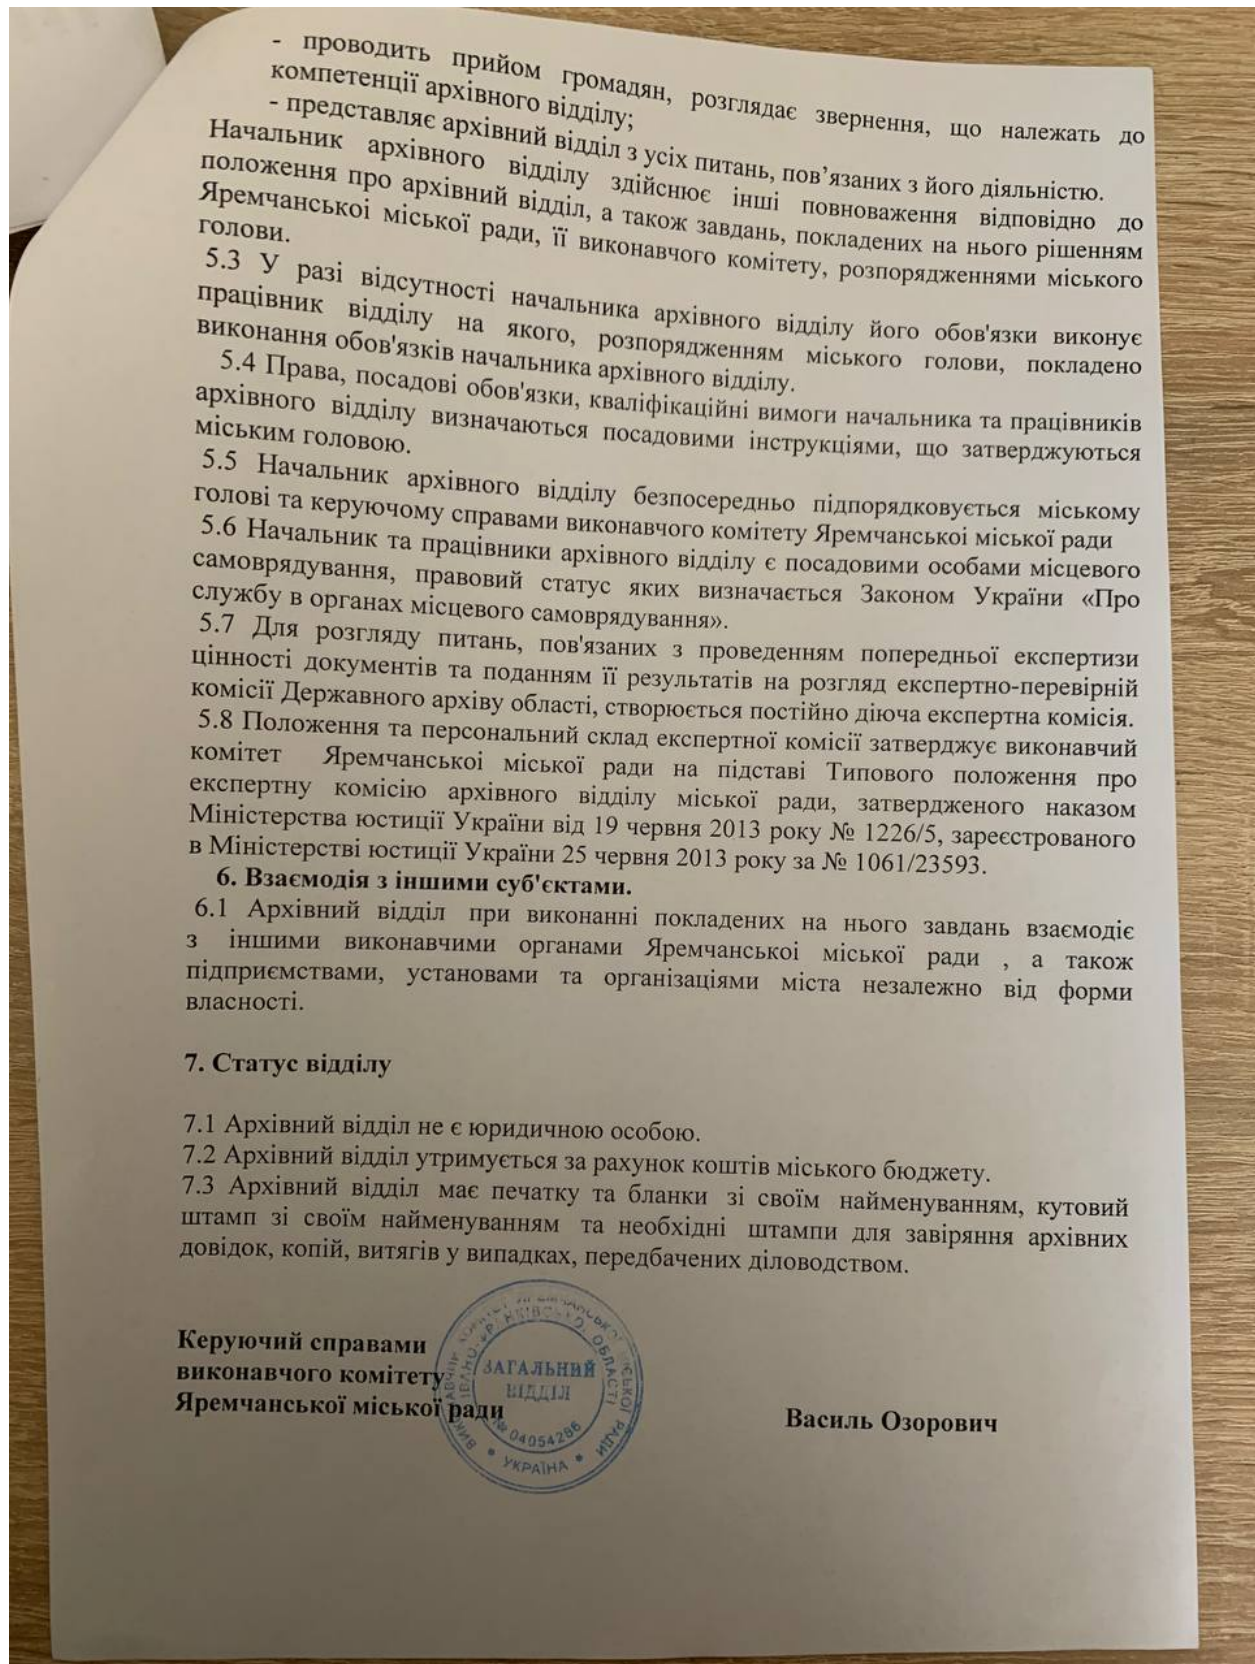 - проводить прийом громадян, розглядає звернення, що належать до
компетенції архівного відділу;
- представляє архівний відділ з усіх питань, пов’язаних з його діяльністю.
Начальник архівного відділу здійснює інші повноваження відповідно до
положення про архівний відділ, а також завдань, покладених на нього рішенням
Яремчанської міської ради, її виконавчого комітету, розпорядженнями міського
голови.
5.3 У разі відсутності начальника архівного відділу його обов'язки виконує
працівник відділу на якого, розпорядженням міського голови, покладено
виконання обов'язків начальника архівного відділу.
5.4 Права, посадові обов'язки, кваліфікаційні вимоги начальника та працівників
архівного відділу визначаються посадовими інструкціями, що затверджуються
міським головою.
5.5 Начальник архівного відділу безпосередньо підпорядковується міському
голові та керуючому справами виконавчого комітету Яремчанськоі міської ради
5.6 Начальник та працівники архівного відділу є посадовими особами місцевого
самоврядування, правовий статус яких визначається Законом України «Про
службу в органах місцевого самоврядування».
5.7 Для розгляду питань, пов'язаних з проведенням попередньої експертизи
цінності документів та поданням її результатів на розгляд експертно-перевірній
комісії Державного архіву області, створюється постійно діюча експертна комісія.
5.8 Положення та персональний склад експертної комісії затверджує виконавчий
комітет Яремчанськоі міської ради на підставі Типового положення про
експертну комісію архівного відділу міської ради, затвердженого наказом
Міністерства юстиції України від 19 червня 2013 року № 1226/5, зареєстрованого
в Міністерстві юстиції України 25 червня 2013 року за № 1061/23593.
6. Взаємодія з іншими суб'єктами.
6.1 Архівний відділ при виконанні покладених на нього завдань взаємодіє
з іншими виконавчими органами Яремчанськоі міської ради , а також
підприємствами, установами та організаціями міста незалежно від форми
власності.
7. Статус відділу
7.1 Архівний відділ не є юридичною особою.
7.2 Архівний відділ утримується за рахунок коштів міського бюджету.
7.3 Архівний відділ має печатку та бланки зі своїм найменуванням, кутовий
штамп зі своїм найменуванням та необхідні штампи для завіряння архівних
довідок, копій, витягів у випадках, передбачених діловодством.
Керуючий справами
виконавчого комітету
Яремчанської міської ради
Василь Озорович
ЗАГАЛЬНИЙ
ВІДДІЛ
№ 04054286
УКРАЇНА